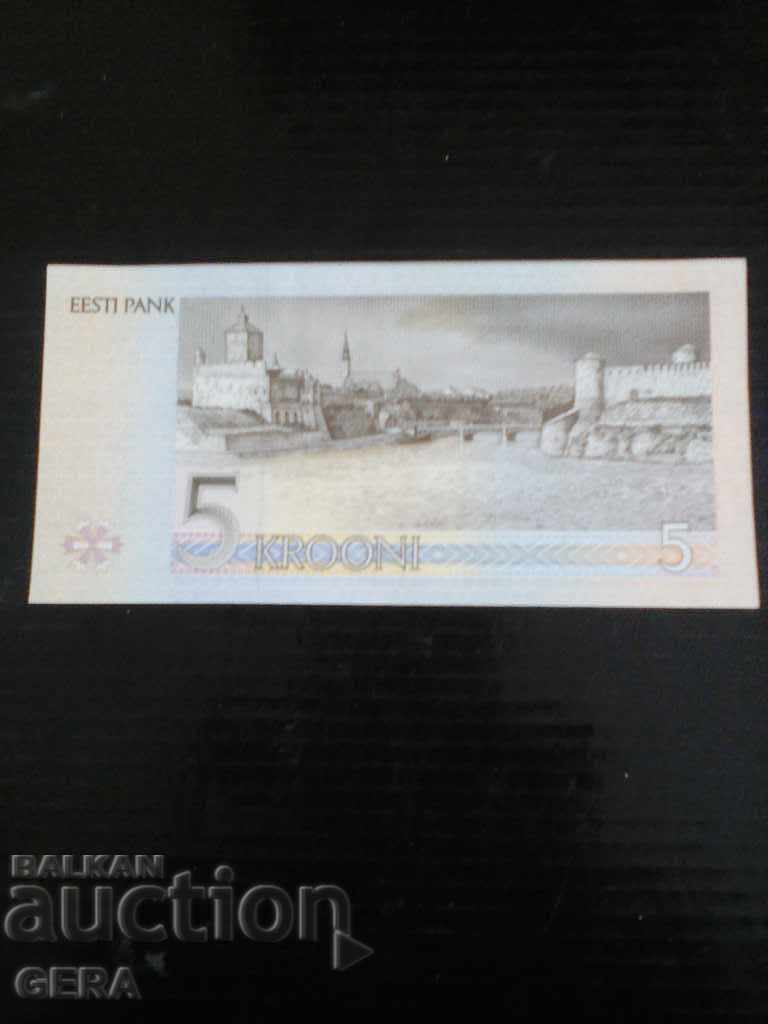 EESTI PANK
5
KROONI
5
BALKAN
auction
GERA